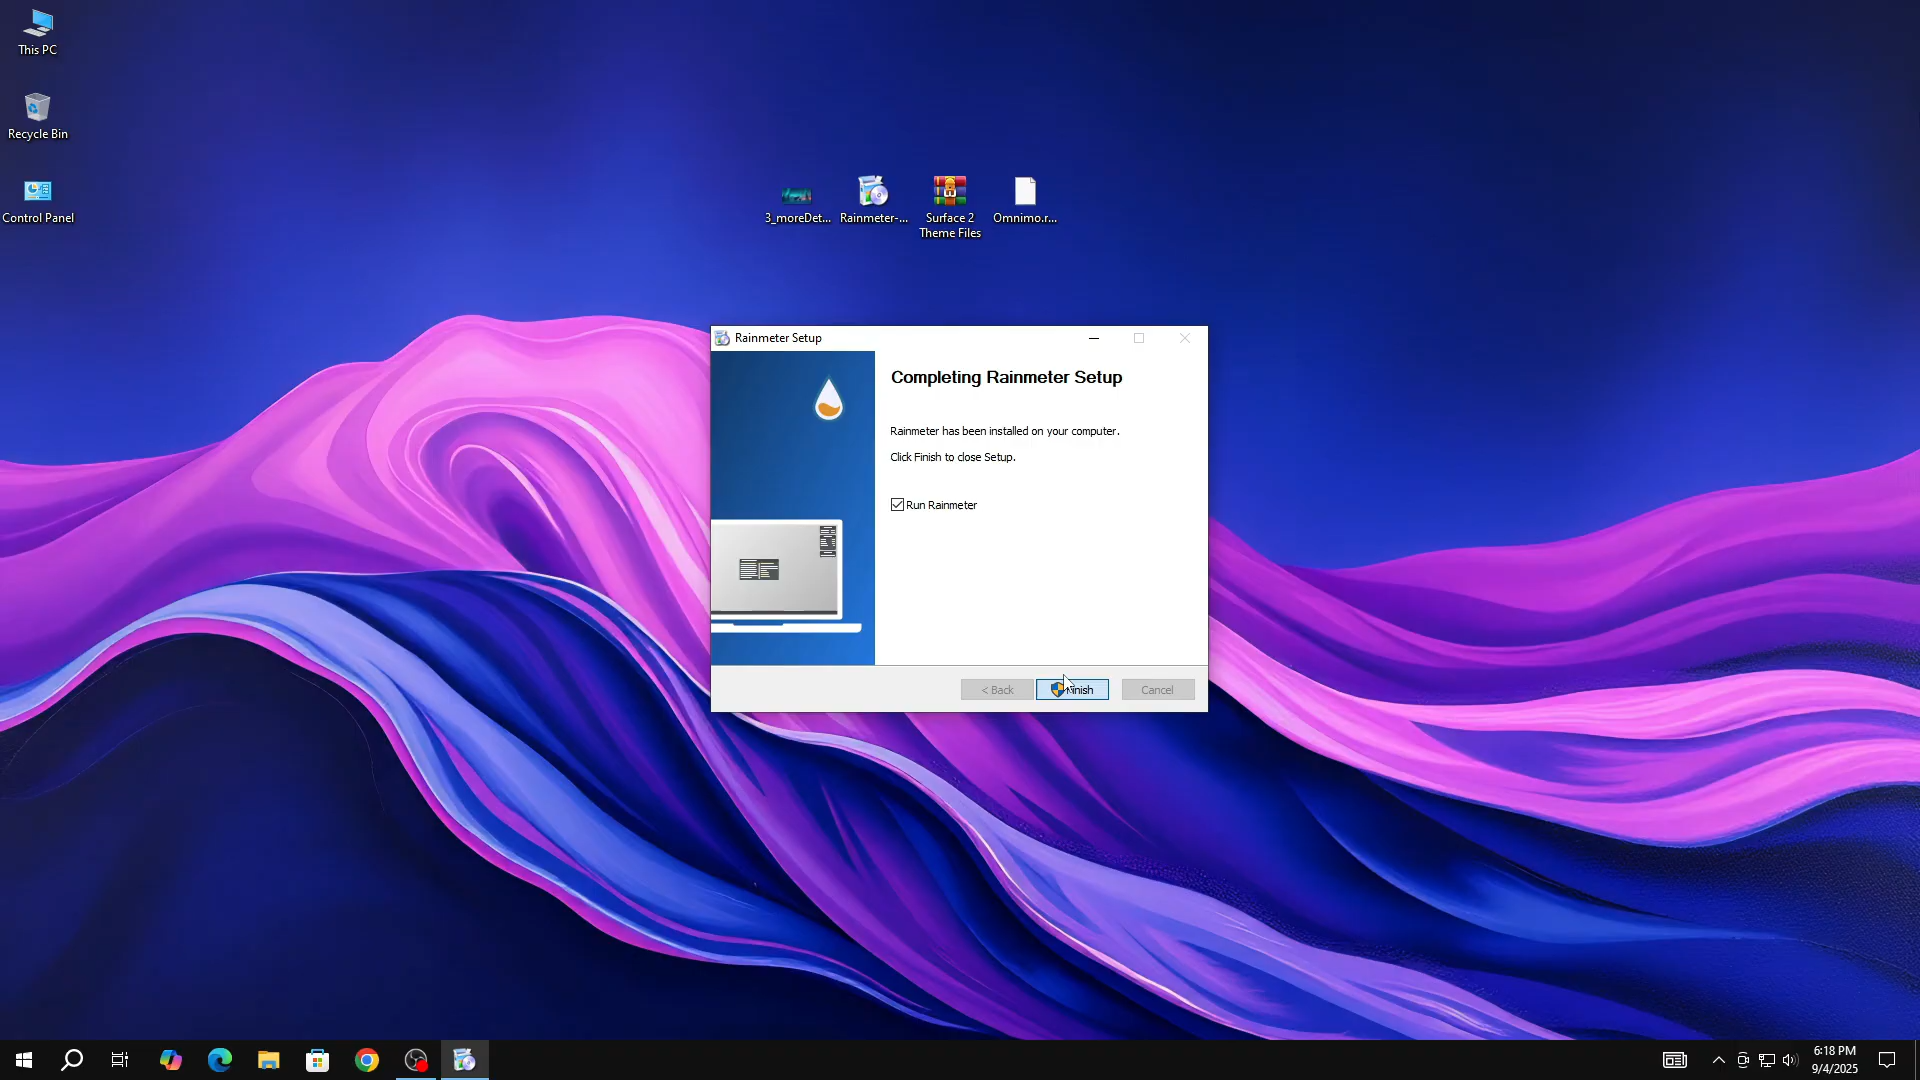 This PC
Recycle Bin
Control Panel
3_moreDet...
Rainmeter-...
Surface 2
Theme Files
Omnimo.r...
Rainmeter Setup
Completing Rainmeter Setup
Rainmeter has been installed on your computer.
Click Finish to close Setup.
Run Rainmeter
< Back
Finish
Cancel
6:18 PM
9/4/2025